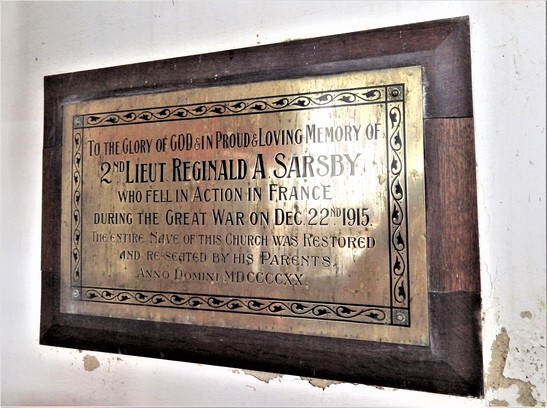 To the Glory of God & in Proud & Loving Memory of
2ND Lieut Reginald A. Sarsby
who fell in Action in France
during the Great War on Dec. 22ND 1915.
The entire Nave of this Church was Restored
and re-seated by his Parents.
Anno Domini MDCCCCXX.